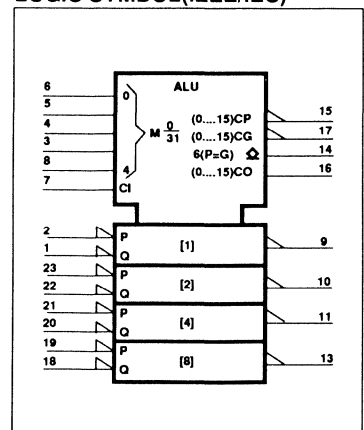 LOGIC SYMBOL(IEEE/IEC)
ALU
6
5
4
3
8
7
0
4
CI
M 0/31
(0....15)CP
(0....15)CG
6(P=G)
(0....15)CO
15
17
14
16
2
1
P
Q
[1]
9
23
22
[2]
10
21
20
P
Q
[4]
11
19
18
P
Q
[8]
13